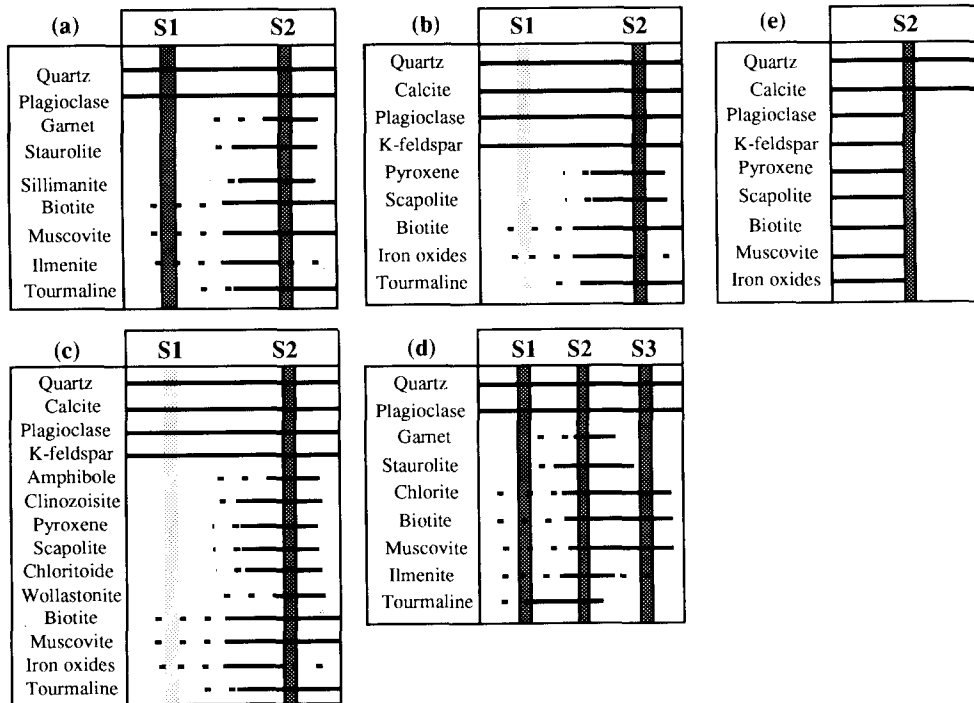 (a) S1 S2
Quartz
Plagioclase
Garnet
Staurolite
Sillimanite
Biotite
Muscovite
Ilmenite
Tourmaline
(b) S1 S2
Quartz
Calcite
Plagioclase
K-feldspar
Pyroxene
Scapolite
Biotite
Iron oxides
Tourmaline
(e) S2
Quartz
Calcite
Plagioclase
K-feldspar
Pyroxene
Scapolite
Biotite
Muscovite
Iron oxides
(c) S1 S2
Quartz
Calcite
Plagioclase
K-feldspar
Amphibole
Clinozoisite
Pyroxene
Scapolite
Chloritoide
Wollastonite
Biotite
Muscovite
Iron oxides
Tourmaline
(d) S1 S2 S3
Quartz
Plagioclase
Garnet
Staurolite
Chlorite
Biotite
Muscovite
Ilmenite
Tourmaline